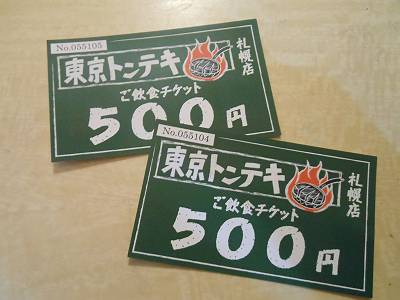 No.055105
東京トンテキ
札幌店
ご飲食チケット
500円
No.055104
東京トンテキ
札幌店
ご飲食チケット
500円